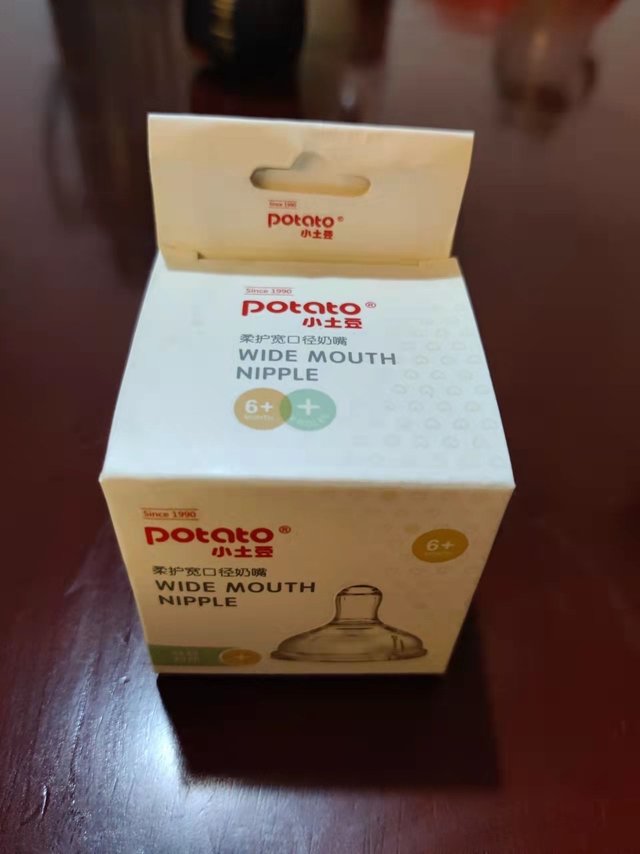 Since 1990
potato®
小土豆
Since 1990
potato®
小土豆
柔护宽口径奶嘴
WIDE MOUTH
NIPPLE
6+ +
MONTH
Since 1990
potato®
小土豆
6+
柔护宽口径奶嘴
WIDE MOUTH
NIPPLE
+